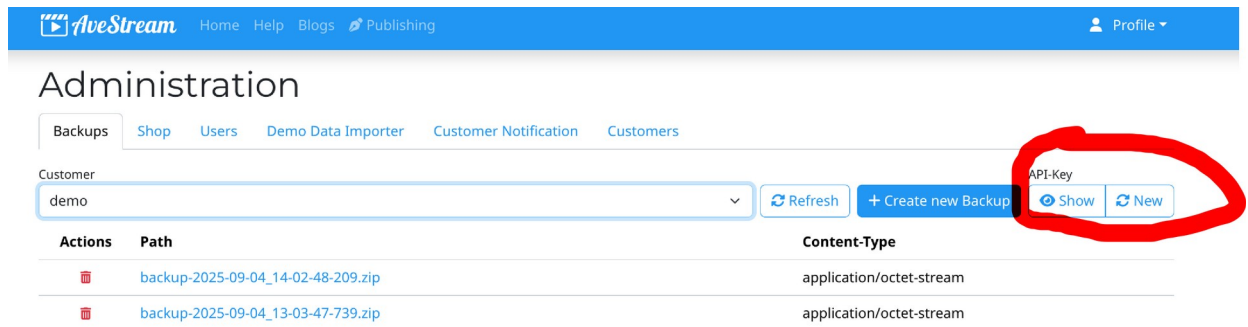 AveStream Home Help Blogs Publishing Profile
Administration
Backups Shop Users Demo Data Importer Customer Notification Customers
Customer API-Key
demo Refresh + Create new Backup Show New
Actions Path Content-Type
backup-2025-09-04_14-02-48-209.zip application/octet-stream
backup-2025-09-04_13-03-47-739.zip application/octet-stream